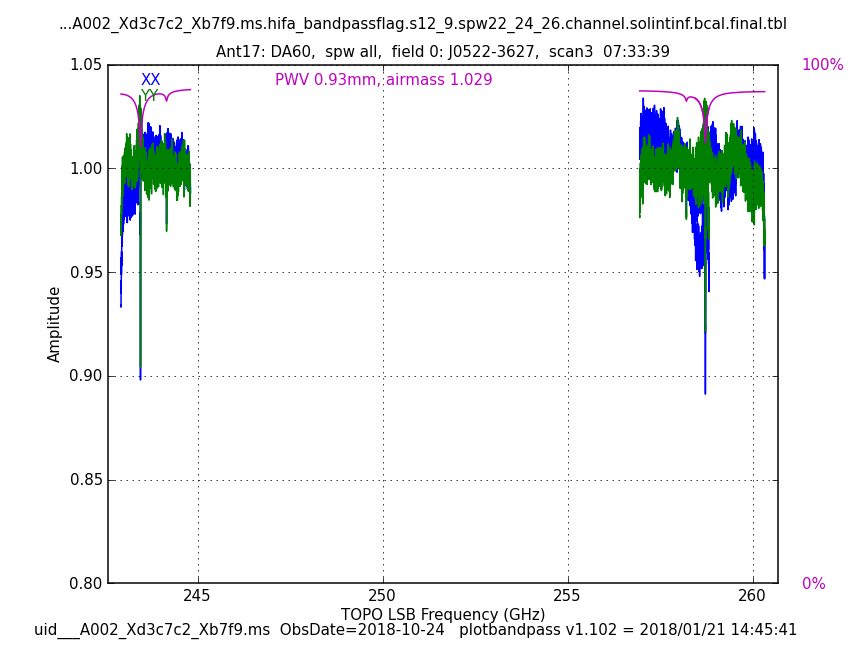 ...A002_Xd3c7c2_Xb7f9.ms.hifa_bandpassflag.s12_9.spw22_24_26.channel.solintinf.bcal.final.tbl
Ant17: DA60,  spw all,  field 0: J0522-3627,  scan3  07:33:39
1.05
100%
XX
PWV 0.93mm, airmass 1.029
YY
1.00
0.95
Amplitude
0.90
0.85
0.80
0%
245
250
255
260
TOPO LSB Frequency (GHz)
uid___A002_Xd3c7c2_Xb7f9.ms  ObsDate=2018-10-24   plotbandpass v1.102 = 2018/01/21 14:45:41